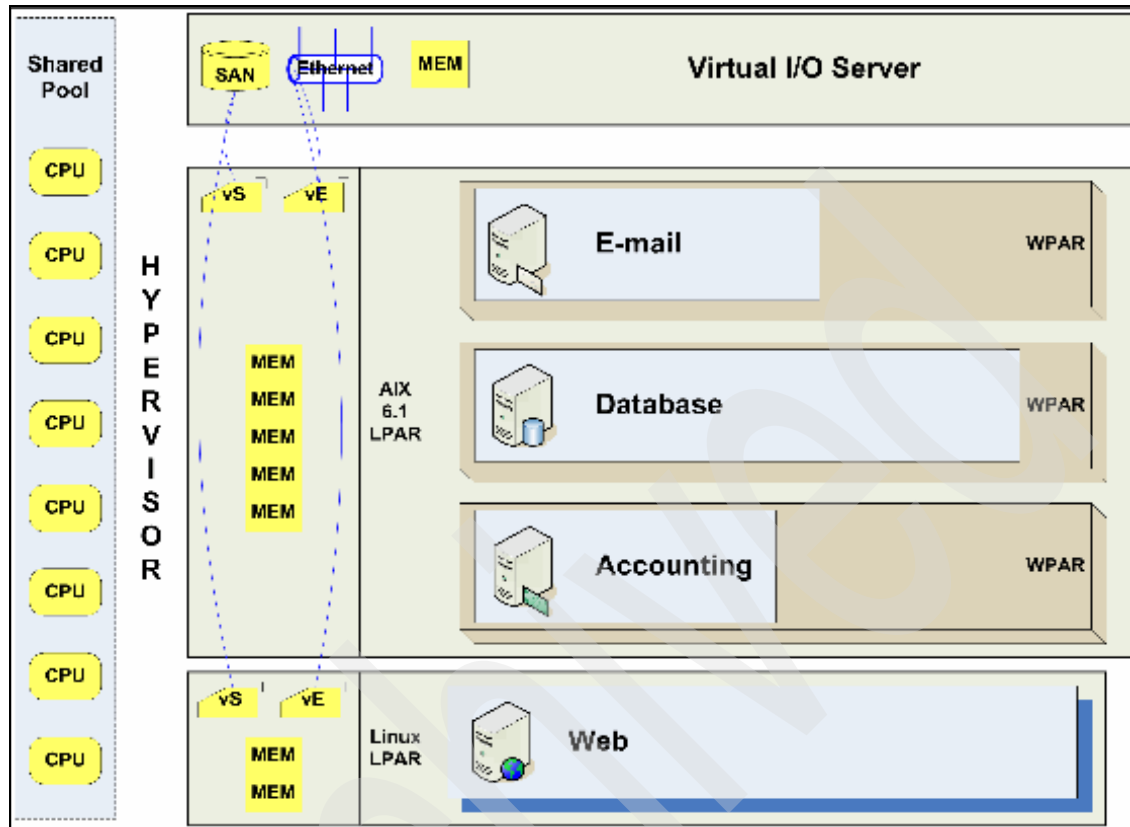 Shared
Pool
CPU
CPU
CPU
CPU
CPU
CPU
CPU
CPU
HYPERVISOR
SAN
Ethernet
MEM
Virtual I/O Server
vS
vE
MEM
MEM
MEM
MEM
MEM
AIX
6.1
LPAR
E-mail
WPAR
Database
WPAR
Accounting
WPAR
vS
vE
MEM
MEM
Linux
LPAR
Web